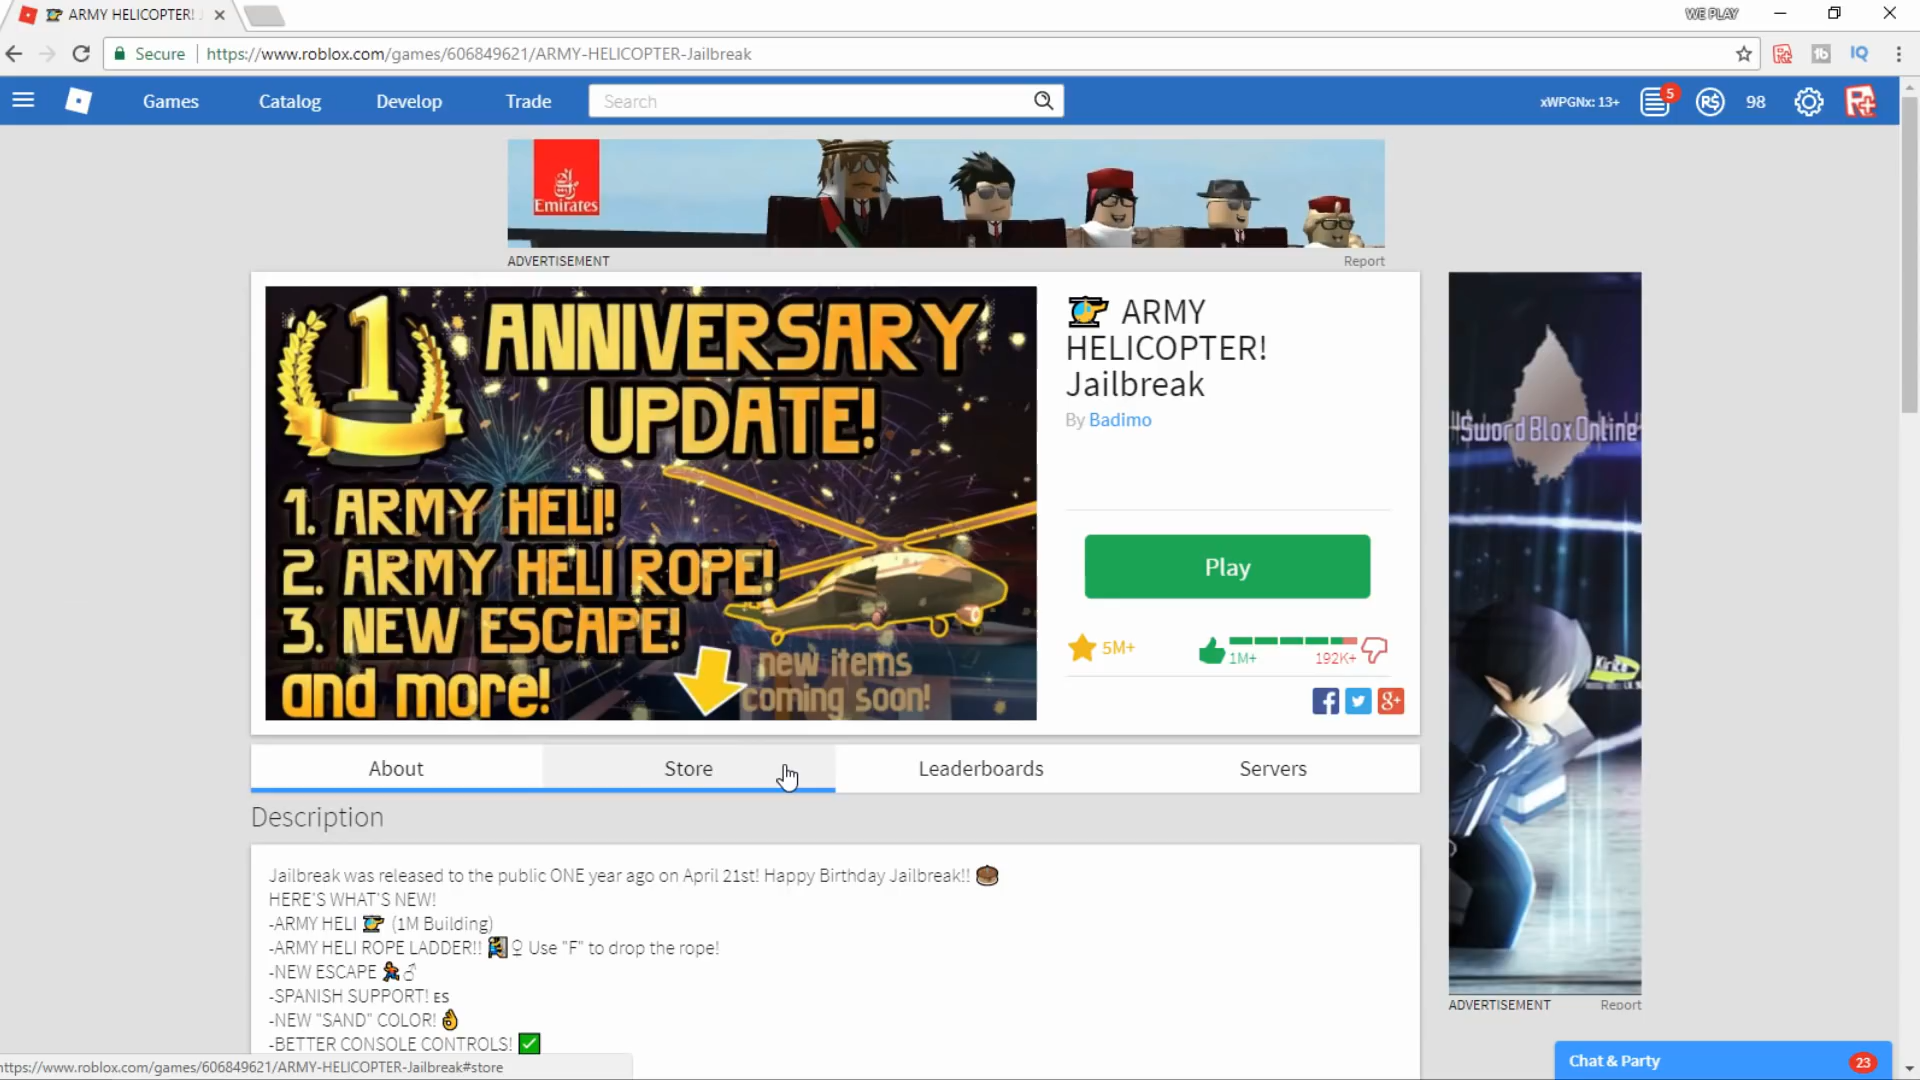 ARMY HELICOPTER!
WE PLAY
Secure
https://www.roblox.com/games/606849621/ARMY-HELICOPTER-Jailbreak
Games
Catalog
Develop
Trade
Search
xWPGNx: 13+
5
R$
98
Emirates
ADVERTISEMENT
Report
1 ANNIVERSARY
UPDATE!
1. ARMY HELI!
2. ARMY HELI ROPE!
3. NEW ESCAPE!
and more!
new items
coming soon!
ARMY
HELICOPTER!
Jailbreak
By Badimo
Play
5M+
1M+
192K+
"Sword Blox Online"
Kirito
About
Store
Leaderboards
Servers
Description
Jailbreak was released to the public ONE year ago on April 21st! Happy Birthday Jailbreak!!
HERE'S WHAT'S NEW!
-ARMY HELI 🚁 (1M Building)
-ARMY HELI ROPE LADDER!! ♀ Use "F" to drop the rope!
-NEW ESCAPE 🏃♂
-SPANISH SUPPORT! ES
-NEW "SAND" COLOR! 👌
-BETTER CONSOLE CONTROLS! ✅
ADVERTISEMENT
Report
ttps://www.roblox.com/games/606849621/ARMY-HELICOPTER-Jailbreak#store
Chat & Party
23